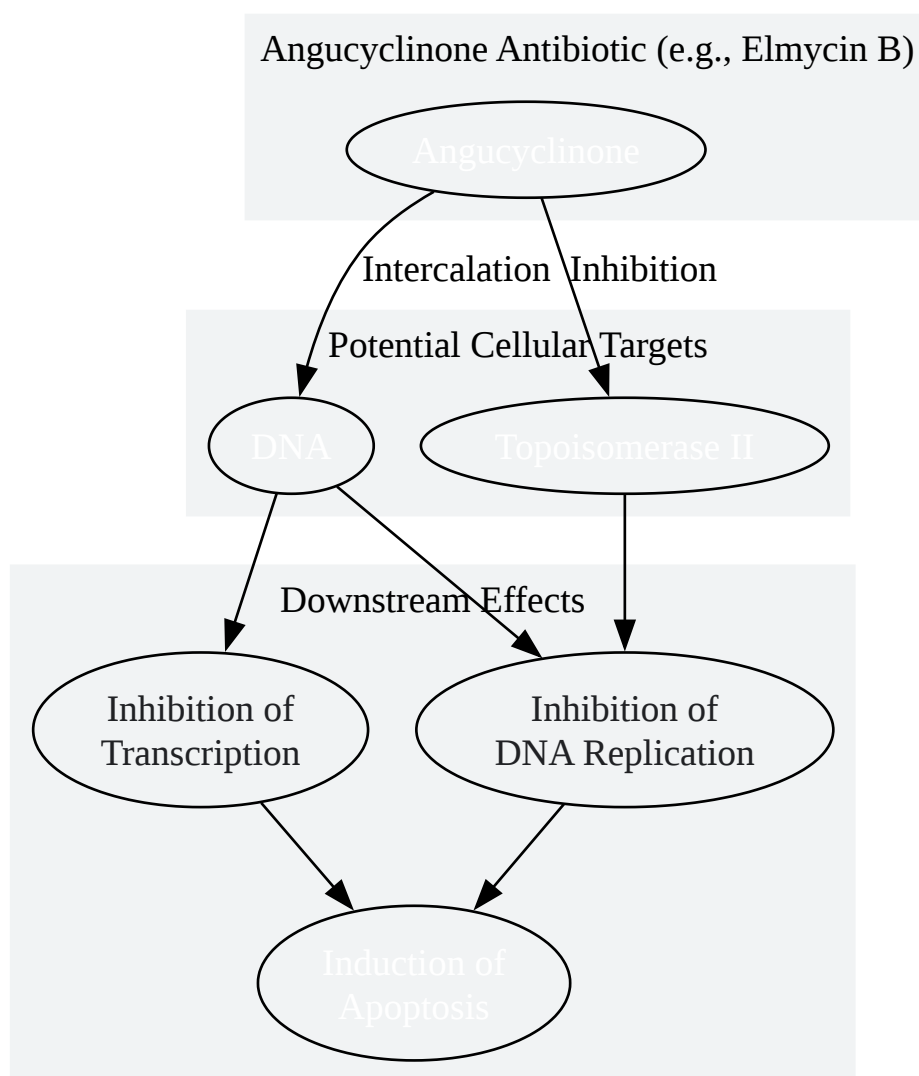 Angucyclinone Antibiotic (e.g., Elmycin B)
Angucyclinone
Intercalation
Inhibition
Potential Cellular Targets
DNA
Topoisomerase II
Downstream Effects
Inhibition of
Transcription
Inhibition of
DNA Replication
Induction of
Apoptosis